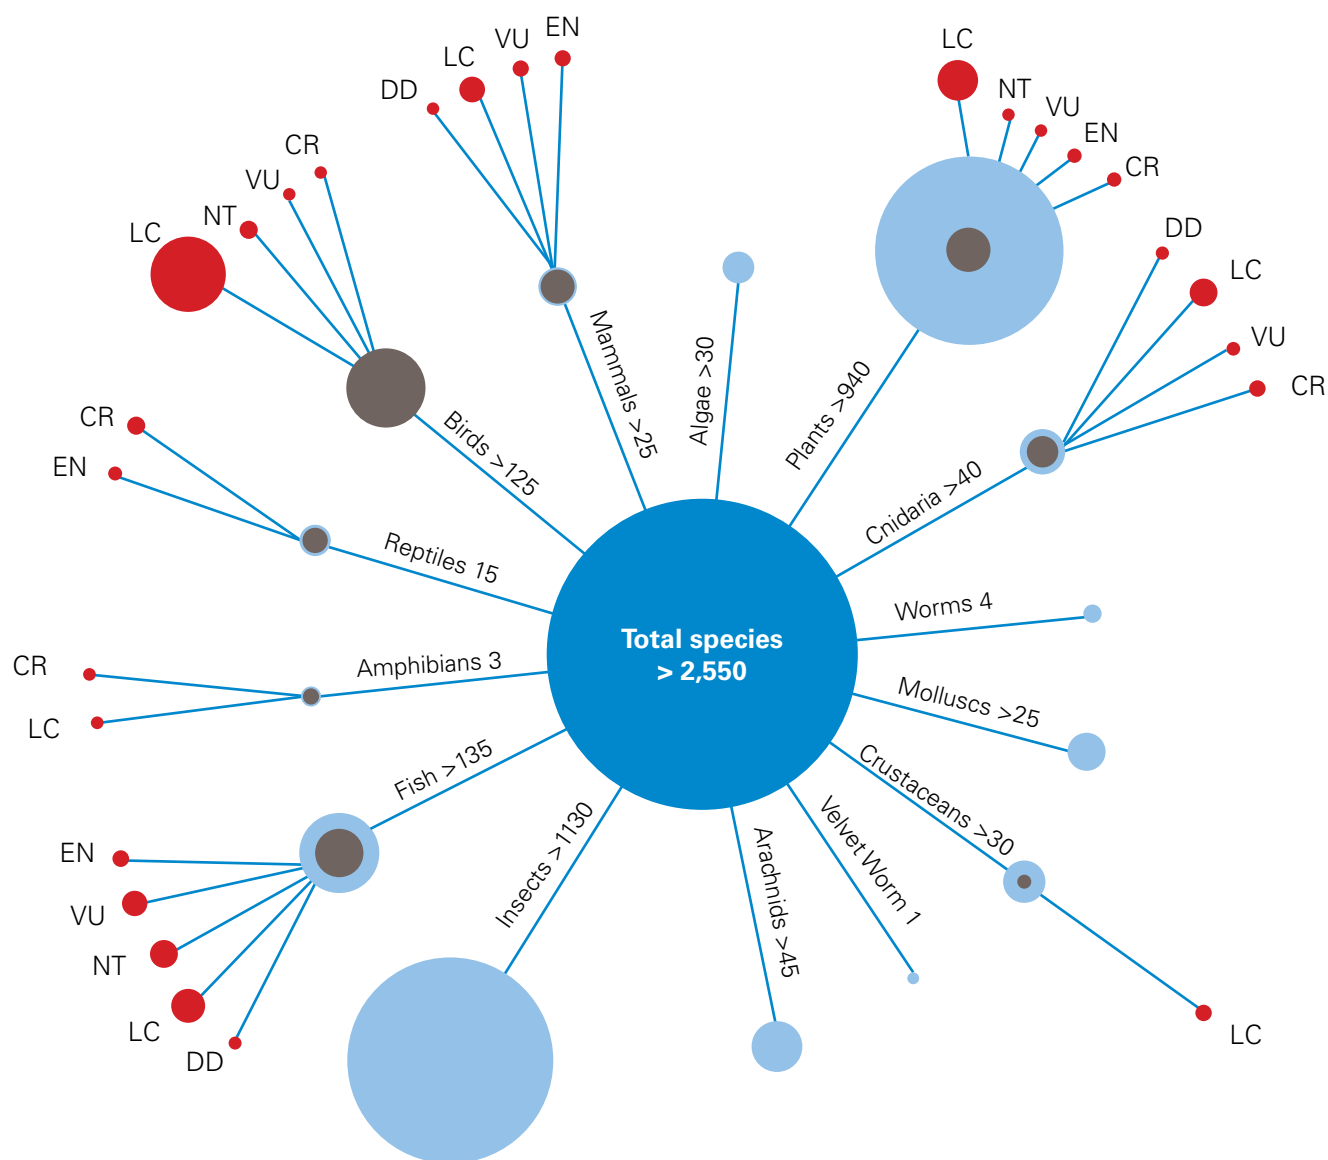 EN
VU
LC
DD
LC
NT
VU
EN
CR
CR
VU
NT
LC
DD
LC
VU
CR
CR
EN
Mammals >25
Algae >30
Plants >940
Birds >125
Cnidaria >40
Reptiles 15
Worms 4
Total species
> 2,550
CR
LC
Amphibians 3
Molluscs >25
Fish >135
Crustaceans >30
Insects >1130
Arachnids >45
Velvet Worm 1
EN
VU
NT
LC
DD
LC